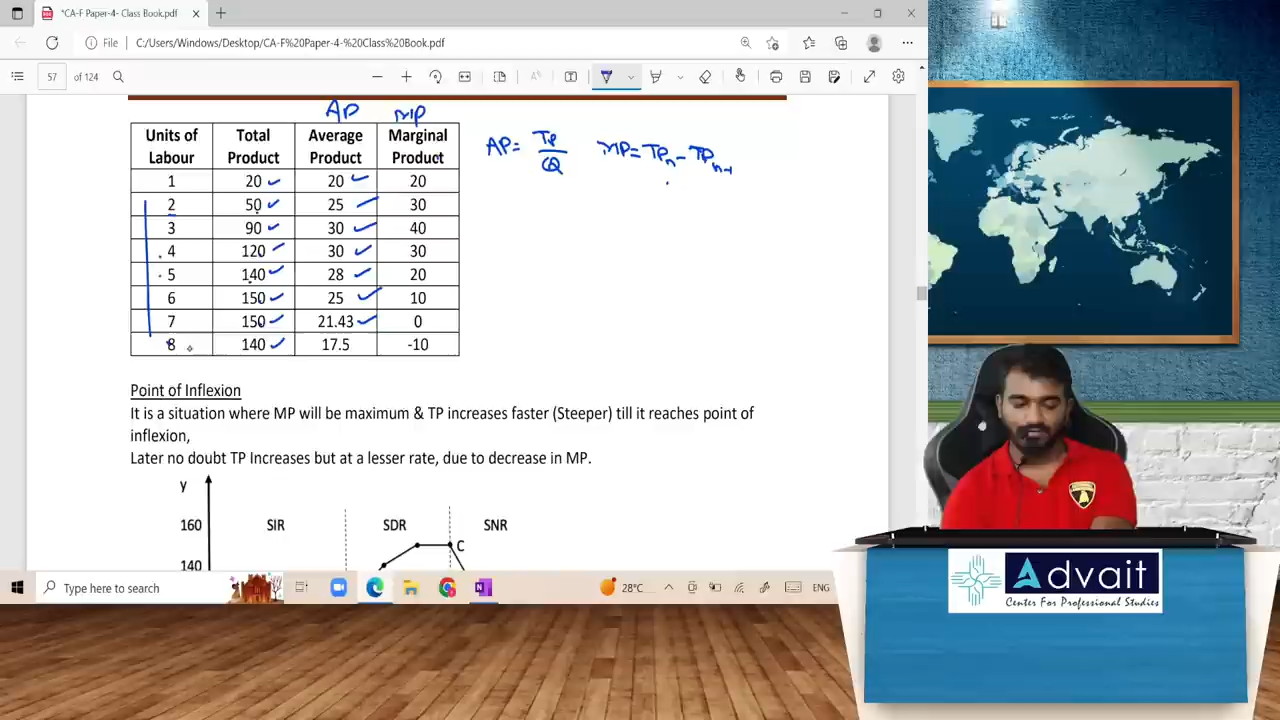 *CA-F Paper-4- Class Book.pdf
File
C:/Users/Windows/Desktop/CA-F%20Paper-4-%20Class%20Book.pdf
57 of 124
AP MP
Units of Labour Total Product Average Product Marginal Product
1 20 20 20
2 50 25 30
3 90 30 40
4 120 30 30
5 140 28 20
6 150 25 10
7 150 21.43 0
8 140 17.5 -10
AP= TP/Q MP= TPn - TPn-1
Point of Inflexion
It is a situation where MP will be maximum & TP increases faster (Steeper) till it reaches point of
inflexion,
Later no doubt TP Increases but at a lesser rate, due to decrease in MP.
y
160 SIR SDR SNR
C
140
Type here to search
28°C
ENG
Advait
Center For Professional Studies